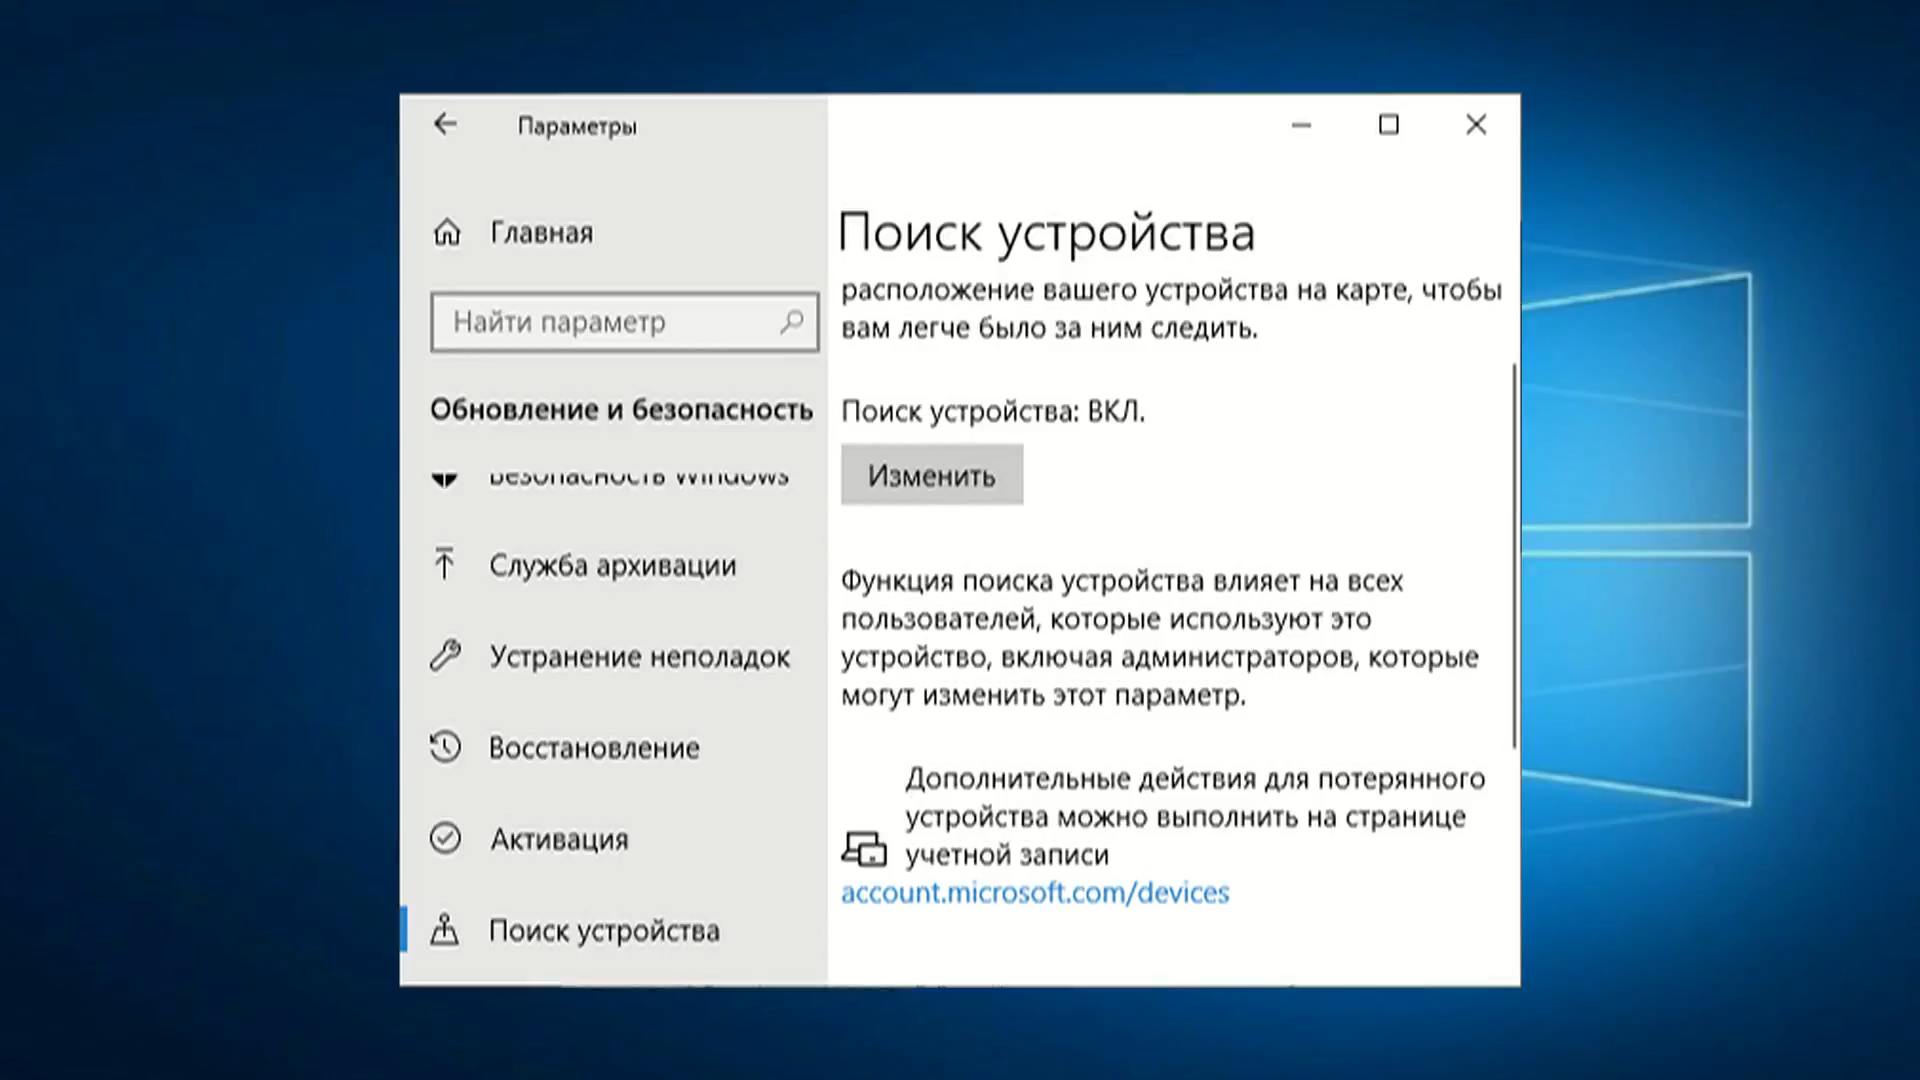 Параметры
Главная
Найти параметр
Обновление и безопасность
Безопасность Windows
Служба архивации
Устранение неполадок
Восстановление
Активация
Поиск устройства
Поиск устройства
расположение вашего устройства на карте, чтобы
вам легче было за ним следить.
Поиск устройства: ВКЛ.
Изменить
Функция поиска устройства влияет на всех
пользователей, которые используют это
устройство, включая администраторов, которые
могут изменить этот параметр.
Дополнительные действия для потерянного
устройства можно выполнить на странице
учетной записи
account.microsoft.com/devices